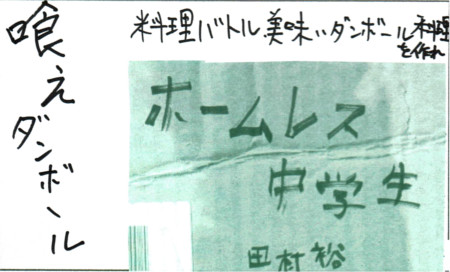 喰えダンボール
料理バトル美味いダンボール料理
を作れ
ホームレス
中学生
田村裕